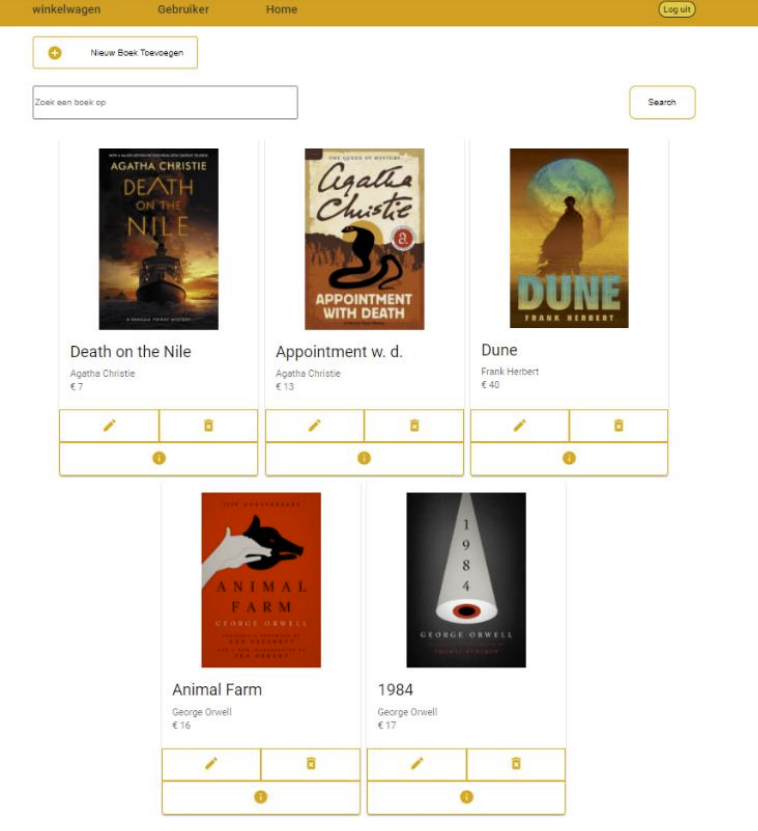 winkelwagen Gebruiker Home Log uit
Nieuw Boek Toevoegen
Zoek een boek op
Search
AGATHA CHRISTIE
DEATH
ON THE
NILE
A HERCULE POIROT MYSTERY
THE QUEEN OF MYSTERY
Agatha
Christie
a
APPOINTMENT
WITH DEATH
DUNE
FRANK HERBERT
Death on the Nile
Agatha Christie
€ 7
Appointment w. d.
Agatha Christie
€ 13
Dune
Frank Herbert
€ 40
ANIMAL
FARM
GEORGE ORWELL
1
9
8
4
GEORGE ORWELL
Animal Farm
George Orwell
€ 16
1984
George Orwell
€ 17